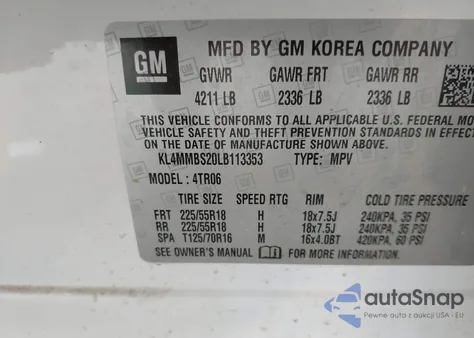 GM
MFD BY GM KOREA COMPANY
GVWR GAWR FRT GAWR RR
4211 LB 2336 LB 2336 LB
THIS VEHICLE CONFORMS TO ALL APPLICABLE U.S. FEDERAL MO
VEHICLE SAFETY AND THEFT PREVENTION STANDARDS IN
ON THE DATE OF MANUFACTURE SHOWN ABOVE.
KL4MMBS20LB113353 TYPE: MPV
MODEL : 4TR06
TIRE SIZE SPEED RTG RIM COLD TIRE PRESSURE
FRT 225/55R18 H 18x7.5J 240KPA, 35 PSI
RR 225/55R18 H 18x7.5J 240KPA, 35 PSI
SPA T125/70R16 M 16x4.0BT 420KPA, 60 PSI
SEE OWNER'S MANUAL FOR MORE INFORMATION.
autoSnap
Pewne auta z aukcji USA i EU